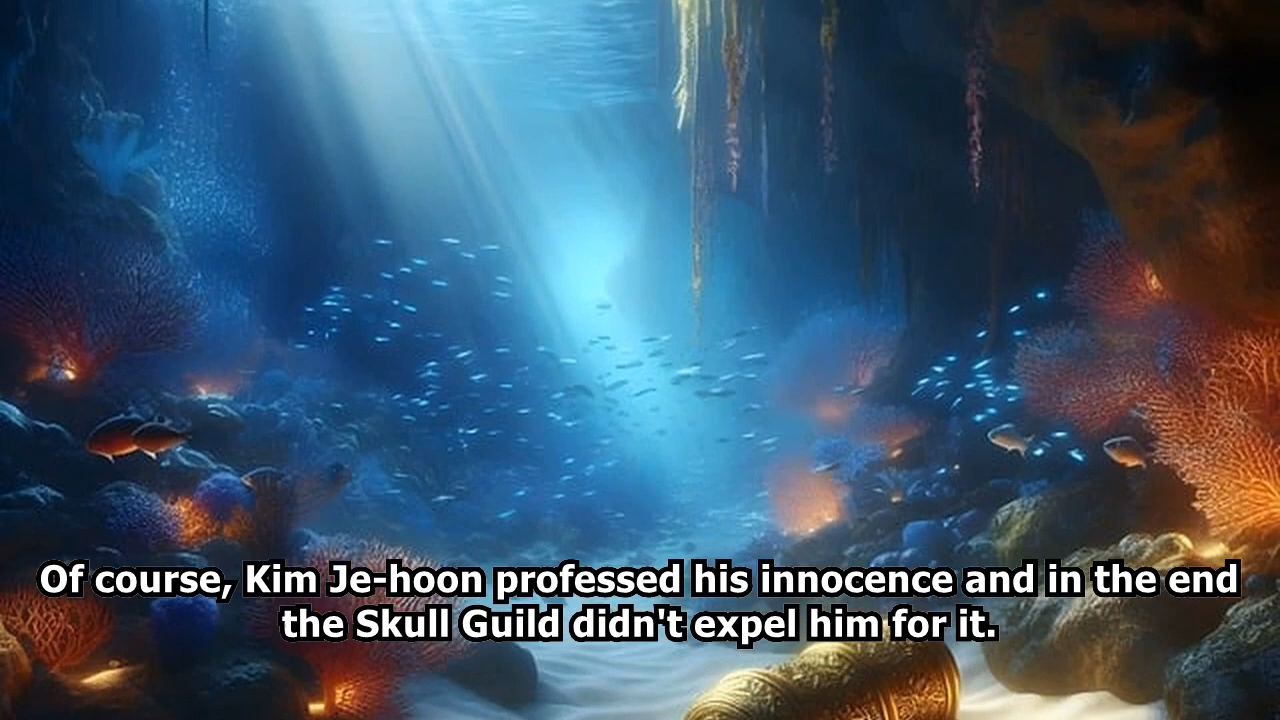 Of course, Kim Je-hoon professed his innocence and in the end
the Skull Guild didn't expel him for it.